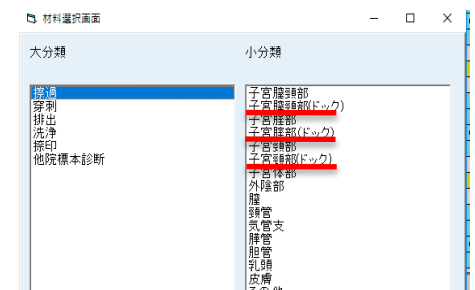 材料選択画面
大分類
小分類
擦過
穿刺
排出
洗浄
捺印
他院標本診断
子宮膣頸部
子宮膣頸部(ドック)
子宮膣部
子宮膣部(ドック)
子宮頸部
子宮頸部(ドック)
子宮体部
外陰部
膣
頸管
気管支
膵管
胆管
乳頭
皮膚
その他